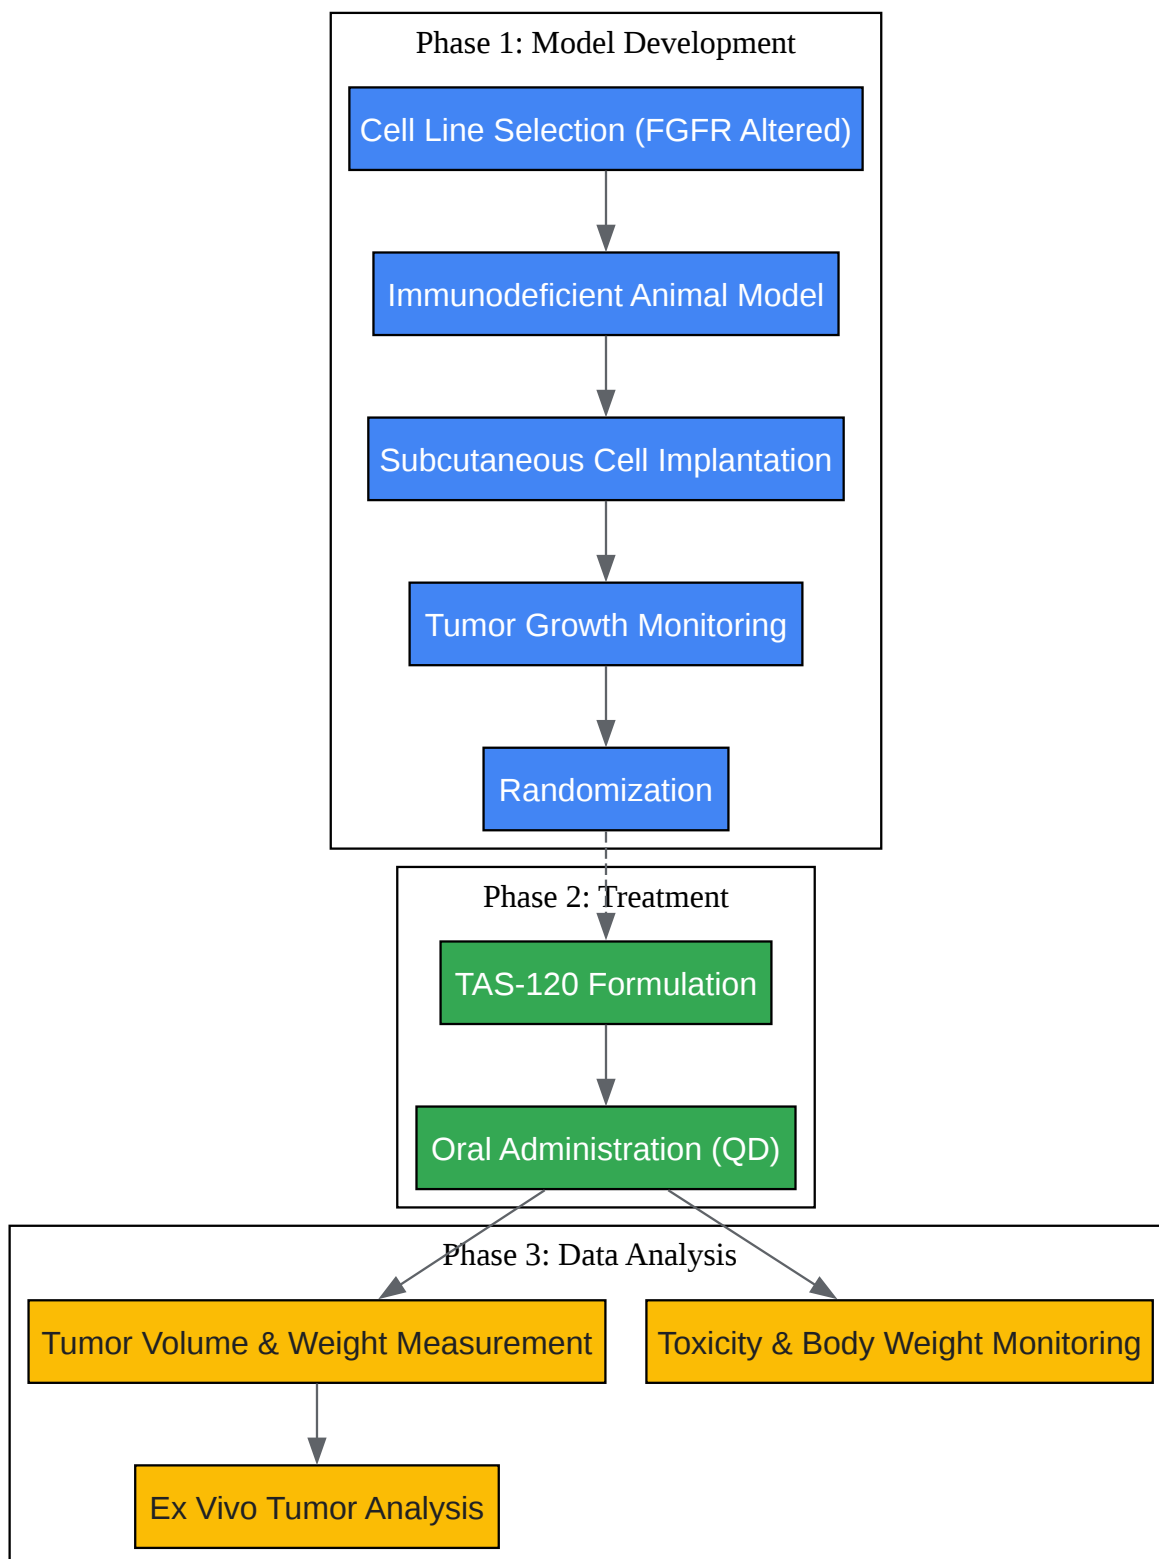 Phase 1: Model Development
Cell Line Selection (FGFR Altered)
Immunodeficient Animal Model
Subcutaneous Cell Implantation
Tumor Growth Monitoring
Randomization
Phase 2: Treatment
TAS-120 Formulation
Oral Administration (QD)
Phase 3: Data Analysis
Tumor Volume & Weight Measurement
Toxicity & Body Weight Monitoring
Ex Vivo Tumor Analysis